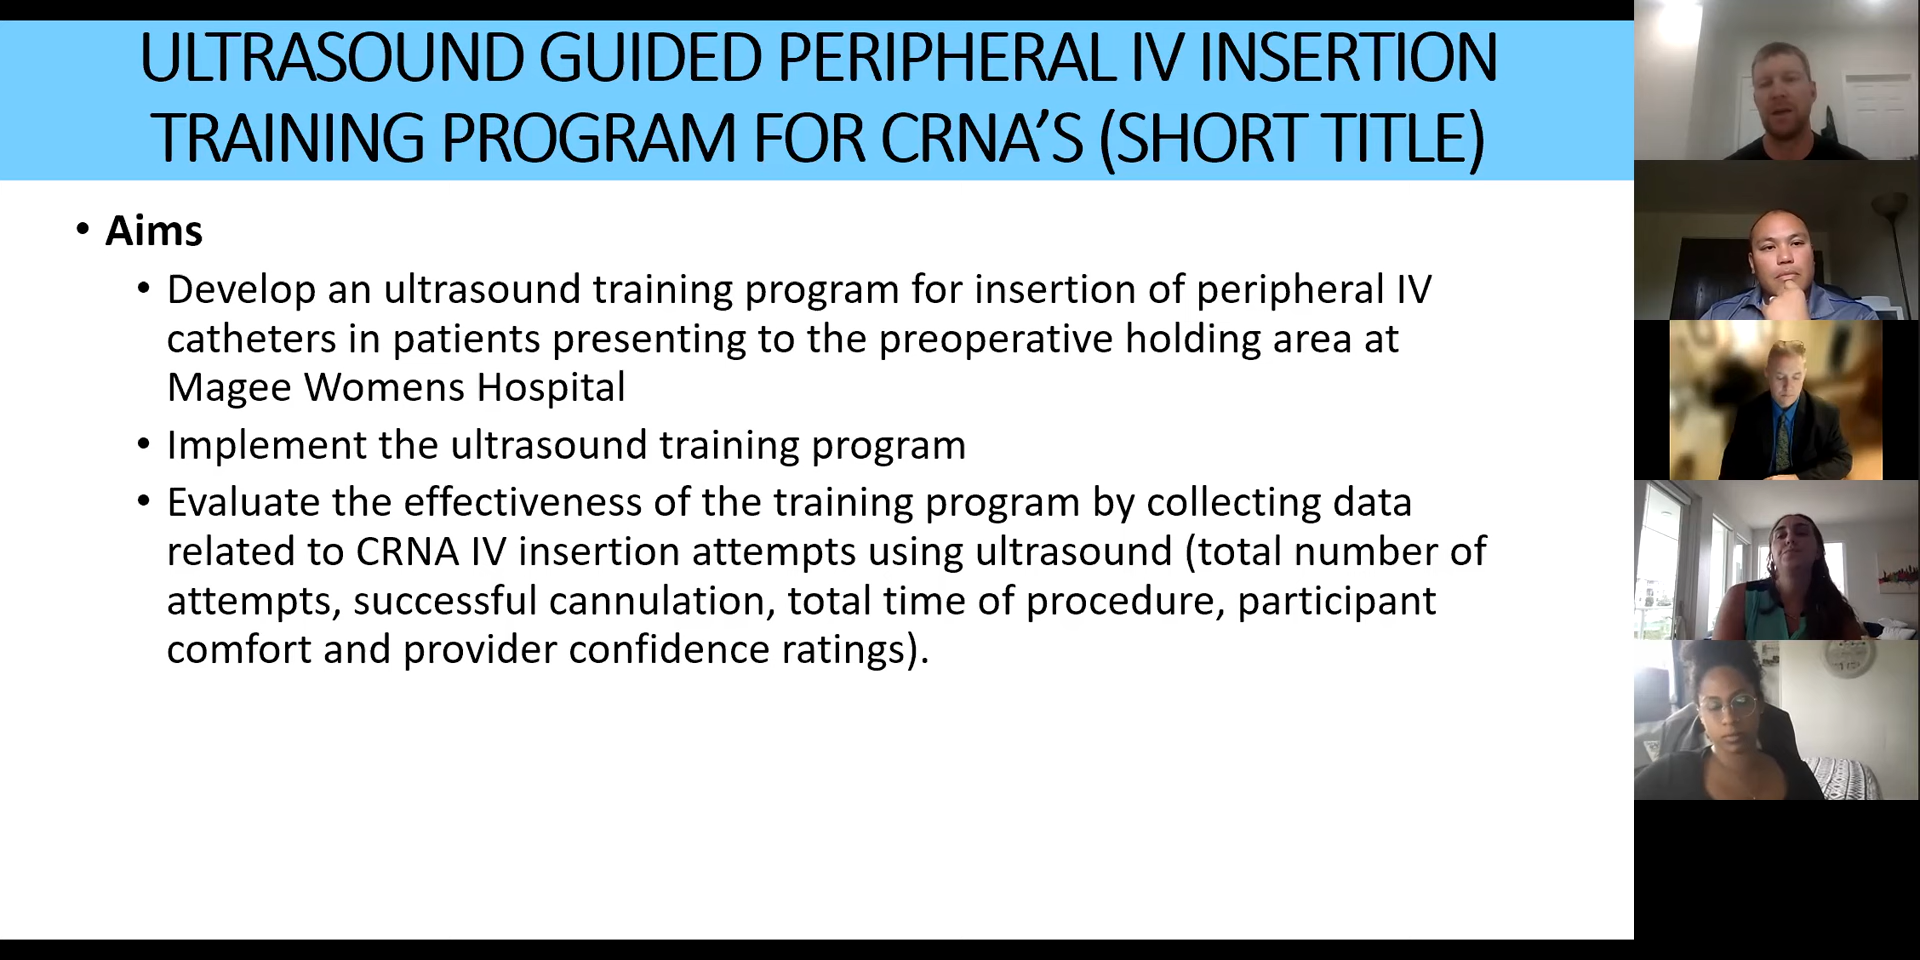 ULTRASOUND GUIDED PERIPHERAL IV INSERTION
TRAINING PROGRAM FOR CRNA’S (SHORT TITLE)
• Aims
• Develop an ultrasound training program for insertion of peripheral IV
catheters in patients presenting to the preoperative holding area at
Magee Womens Hospital
• Implement the ultrasound training program
• Evaluate the effectiveness of the training program by collecting data
related to CRNA IV insertion attempts using ultrasound (total number of
attempts, successful cannulation, total time of procedure, participant
comfort and provider confidence ratings).